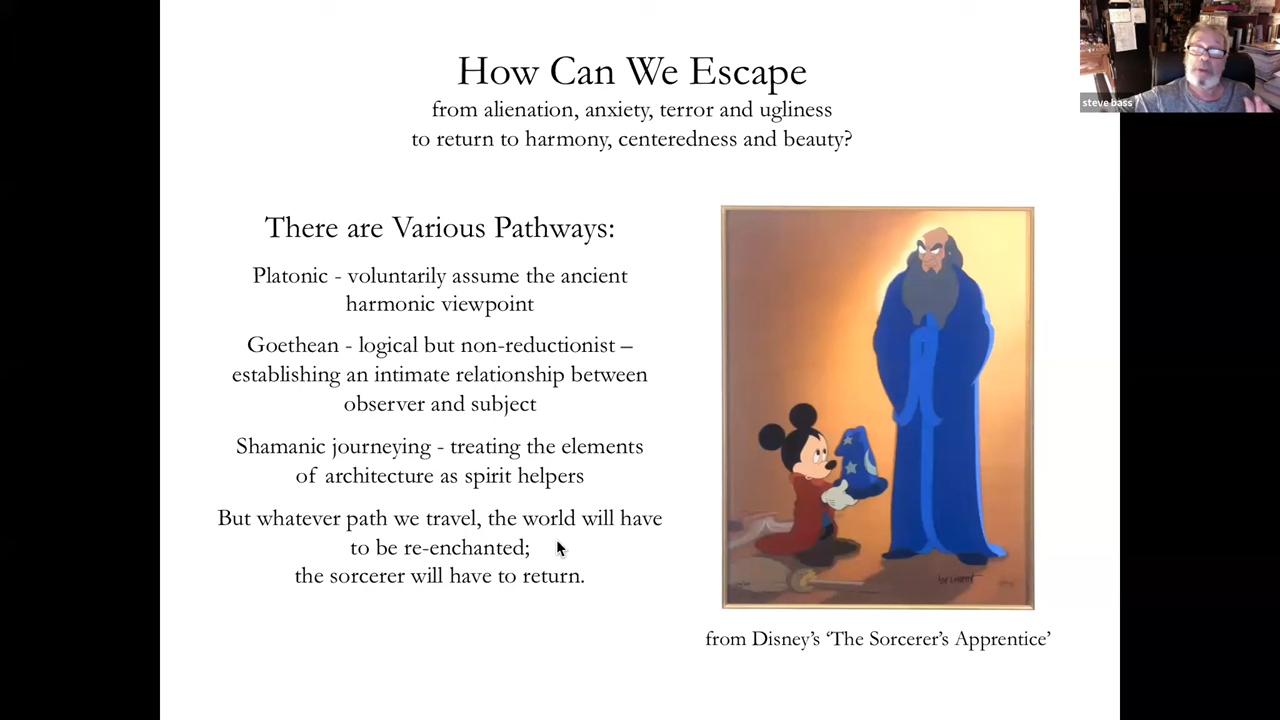 How Can We Escape
from alienation, anxiety, terror and ugliness
to return to harmony, centeredness and beauty?
steve bass
There are Various Pathways:
Platonic - voluntarily assume the ancient
harmonic viewpoint
Goethean - logical but non-reductionist –
establishing an intimate relationship between
observer and subject
Shamanic journeying - treating the elements
of architecture as spirit helpers
But whatever path we travel, the world will have
to be re-enchanted;
the sorcerer will have to return.
from Disney’s ‘The Sorcerer’s Apprentice’